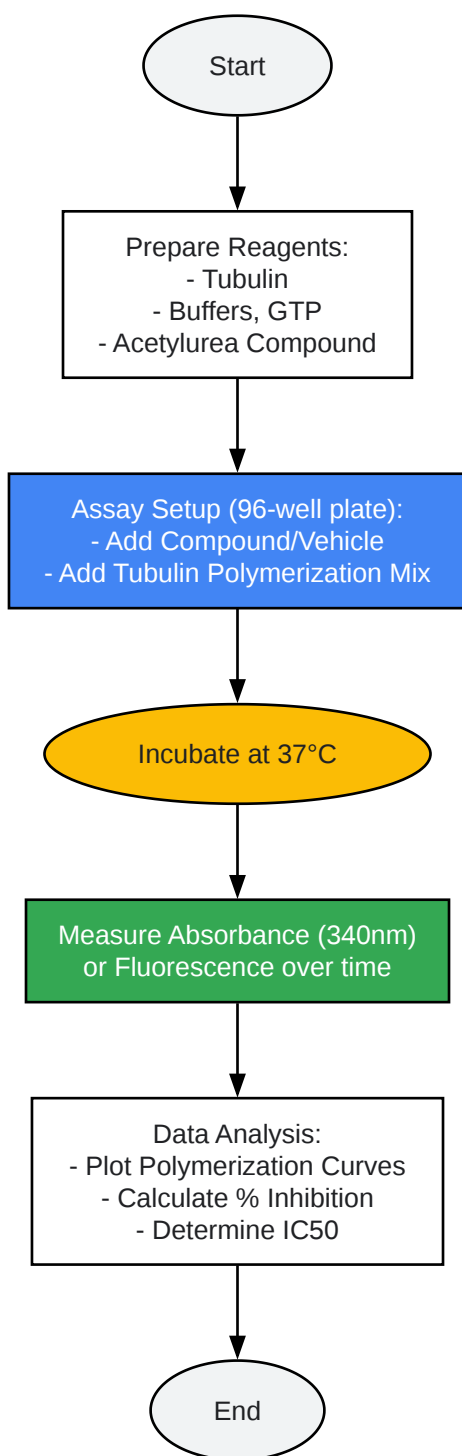 Start
Prepare Reagents:
- Tubulin
- Buffers, GTP
- Acetylurea Compound
Assay Setup (96-well plate):
- Add Compound/Vehicle
- Add Tubulin Polymerization Mix
Incubate at 37°C
Measure Absorbance (340nm)
or Fluorescence over time
Data Analysis:
- Plot Polymerization Curves
- Calculate % Inhibition
- Determine IC50
End